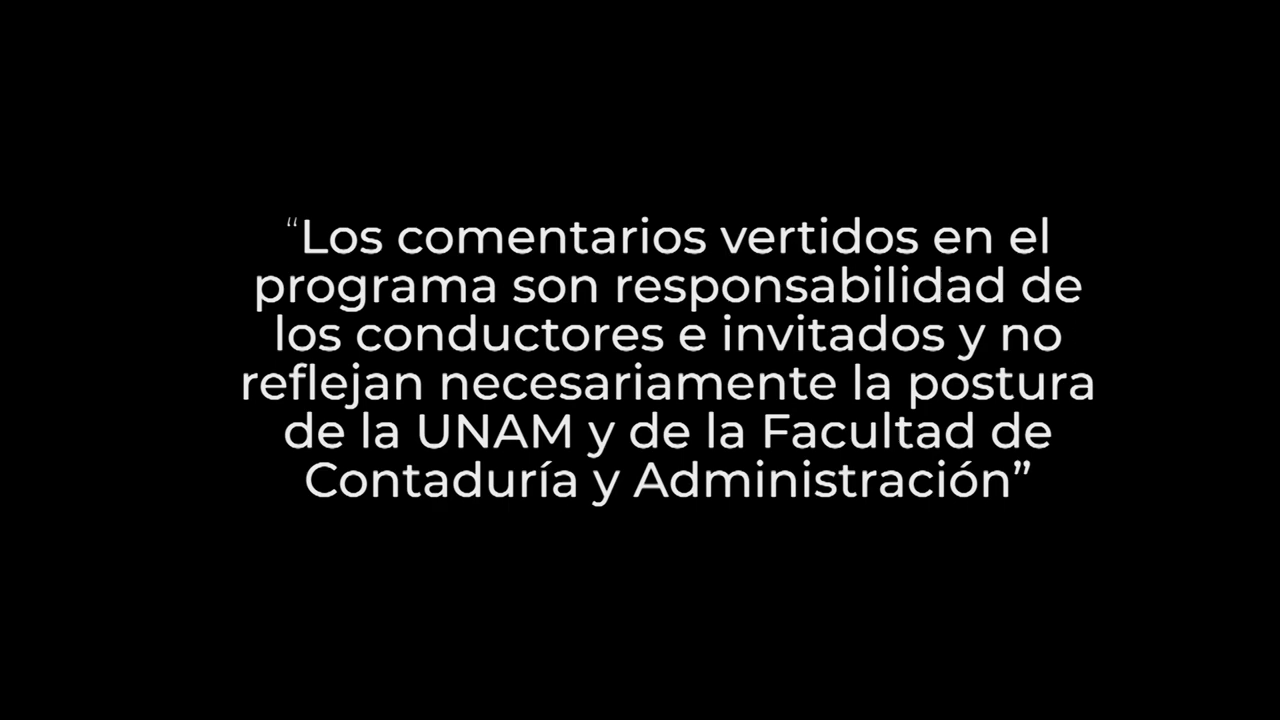 “Los comentarios vertidos en el
programa son responsabilidad de
los conductores e invitados y no
reflejan necesariamente la postura
de la UNAM y de la Facultad de
Contaduría y Administración”